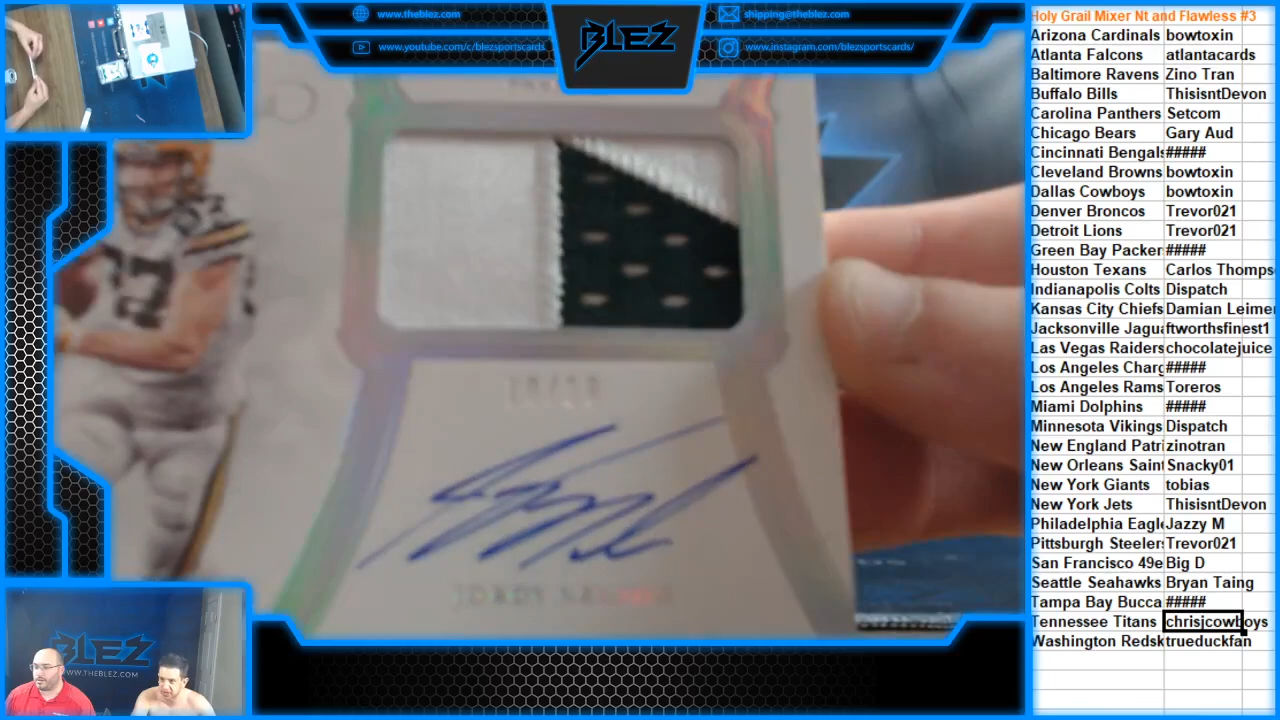 www.theblez.com
shipping@theblez.com
www.youtube.com/c/blezsportscards
www.instagram.com/blezsportscards/
BLEZ
87
BLEZ
WWW.THEBLEZ.COM
Holy Grail Mixer Nt and Flawless #3
Arizona Cardinals bowtoxin
Atlanta Falcons atlantacards
Baltimore Ravens Zino Tran
Buffalo Bills ThisisntDevon
Carolina Panthers Setcom
Chicago Bears Gary Aud
Cincinnati Bengals #####
Cleveland Browns bowtoxin
Dallas Cowboys bowtoxin
Denver Broncos Trevor021
Detroit Lions Trevor021
Green Bay Packer #####
Houston Texans Carlos Thomps
Indianapolis Colts Dispatch
Kansas City Chiefs Damian Leime
Jacksonville Jagua ftworthsfinest1
Las Vegas Raiders chocolatejuice
Los Angeles Charg #####
Los Angeles Rams Toreros
Miami Dolphins #####
Minnesota Vikings Dispatch
New England Patri zinotran
New Orleans Saint Snacky01
New York Giants tobias
New York Jets ThisisntDevon
Philadelphia Eagle Jazzy M
Pittsburgh Steelers Trevor021
San Francisco 49e Big D
Seattle Seahawks Bryan Taing
Tampa Bay Bucca #####
Tennessee Titans chrisjcowboys
Washington Redsk trueduckfan